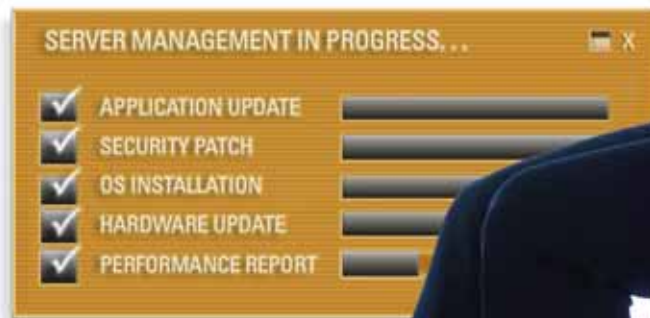 SERVER MANAGEMENT IN PROGRESS... X
APPLICATION UPDATE
SECURITY PATCH
OS INSTALLATION
HARDWARE UPDATE
PERFORMANCE REPORT